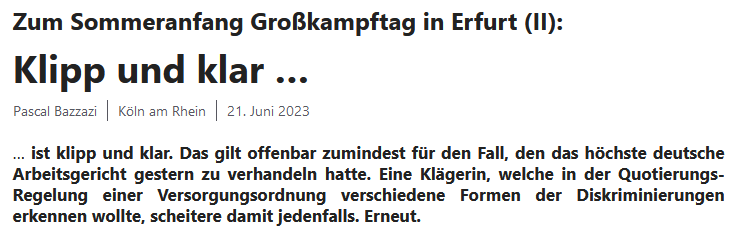 Zum Sommeranfang Großkampftag in Erfurt (II):
Klipp und klar …
Pascal Bazzazi | Köln am Rhein | 21. Juni 2023
… ist klipp und klar. Das gilt offenbar zumindest für den Fall, den das höchste deutsche
Arbeitsgericht gestern zu verhandeln hatte. Eine Klägerin, welche in der Quotierungs-
Regelung einer Versorgungsordnung verschiedene Formen der Diskriminierungen
erkennen wollte, scheitere damit jedenfalls. Erneut.